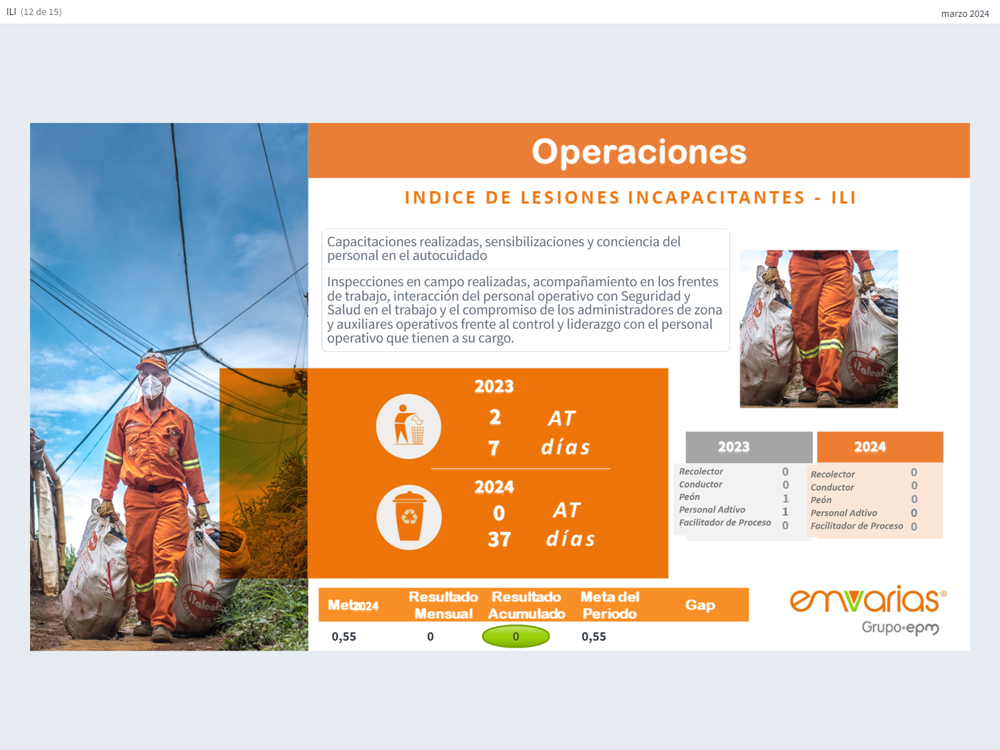 ILI (12 de 15)
marzo 2024
Operaciones
INDICE DE LESIONES INCAPACITANTES - ILI
Capacitaciones realizadas, sensibilizaciones y conciencia del
personal en el autocuidado
Inspecciones en campo realizadas, acompañamiento en los frentes
de trabajo, interacción del personal operativo con Seguridad y
Salud en el trabajo y el compromiso de los administradores de zona
y auxiliares operativos frente al control y liderazgo con el personal
operativo que tienen a su cargo.
2023
2 AT
7 días
2024
0 AT
37 días
2023
Recolector 0
Conductor 0
Peón 1
Personal Adtivo 1
Facilitador de Proceso 0
2024
Recolector 0
Conductor 0
Peón 0
Personal Adtivo 0
Facilitador de Proceso 0
Meta 2024
Resultado
Mensual
Resultado
Acumulado
Meta del
Periodo
Gap
0,55 0 0 0,55
emvarias®
Grupo·epm
italcol
italcol